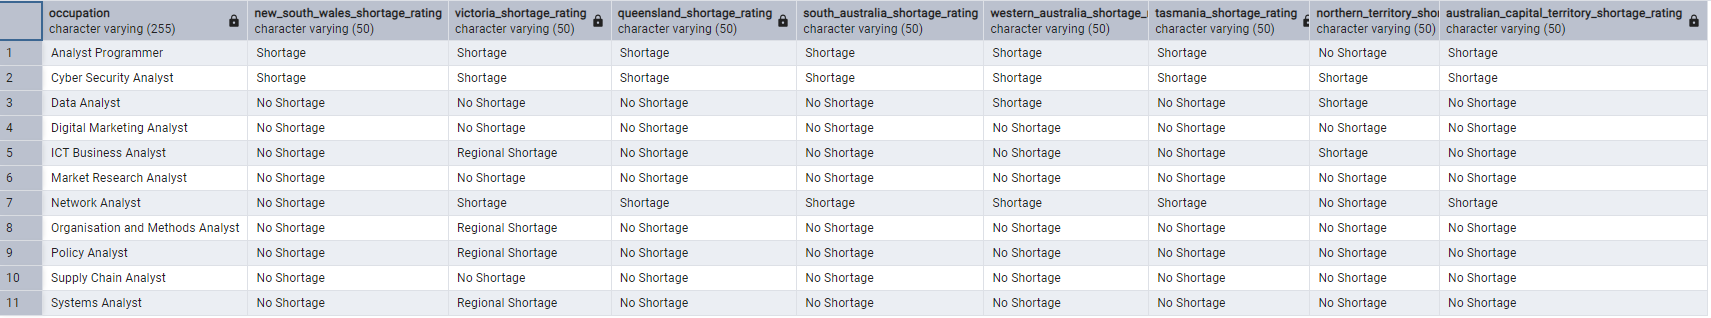 occupation new_south_wales_shortage_rating victoria_shortage_rating queensland_shortage_rating south_australia_shortage_rating western_australia_shortage_ tasmania_shortage_rating northern_territory_sho australian_capital_territory_shortage_rating
character varying (255) character varying (50) character varying (50) character varying (50) character varying (50) character varying (50) character varying (50) character varying (50) character varying (50)
1 Analyst Programmer Shortage Shortage Shortage Shortage Shortage Shortage No Shortage Shortage
2 Cyber Security Analyst Shortage Shortage Shortage Shortage Shortage Shortage Shortage Shortage
3 Data Analyst No Shortage No Shortage No Shortage No Shortage Shortage No Shortage Shortage No Shortage
4 Digital Marketing Analyst No Shortage No Shortage No Shortage No Shortage No Shortage No Shortage No Shortage No Shortage
5 ICT Business Analyst No Shortage Regional Shortage No Shortage No Shortage No Shortage No Shortage Shortage No Shortage
6 Market Research Analyst No Shortage No Shortage No Shortage No Shortage No Shortage No Shortage No Shortage No Shortage
7 Network Analyst No Shortage Shortage Shortage Shortage Shortage Shortage No Shortage Shortage
8 Organisation and Methods Analyst No Shortage Regional Shortage No Shortage No Shortage No Shortage No Shortage No Shortage No Shortage
9 Policy Analyst No Shortage Regional Shortage No Shortage No Shortage No Shortage No Shortage No Shortage No Shortage
10 Supply Chain Analyst No Shortage No Shortage No Shortage No Shortage No Shortage No Shortage No Shortage No Shortage
11 Systems Analyst No Shortage Regional Shortage No Shortage No Shortage No Shortage No Shortage No Shortage No Shortage